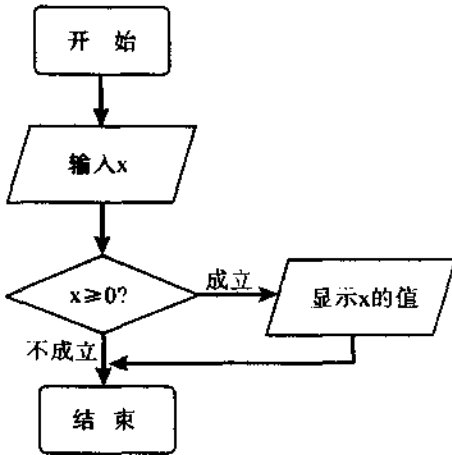 开 始
输入x
x≥0?
成立
显示x的值
不成立
结 束